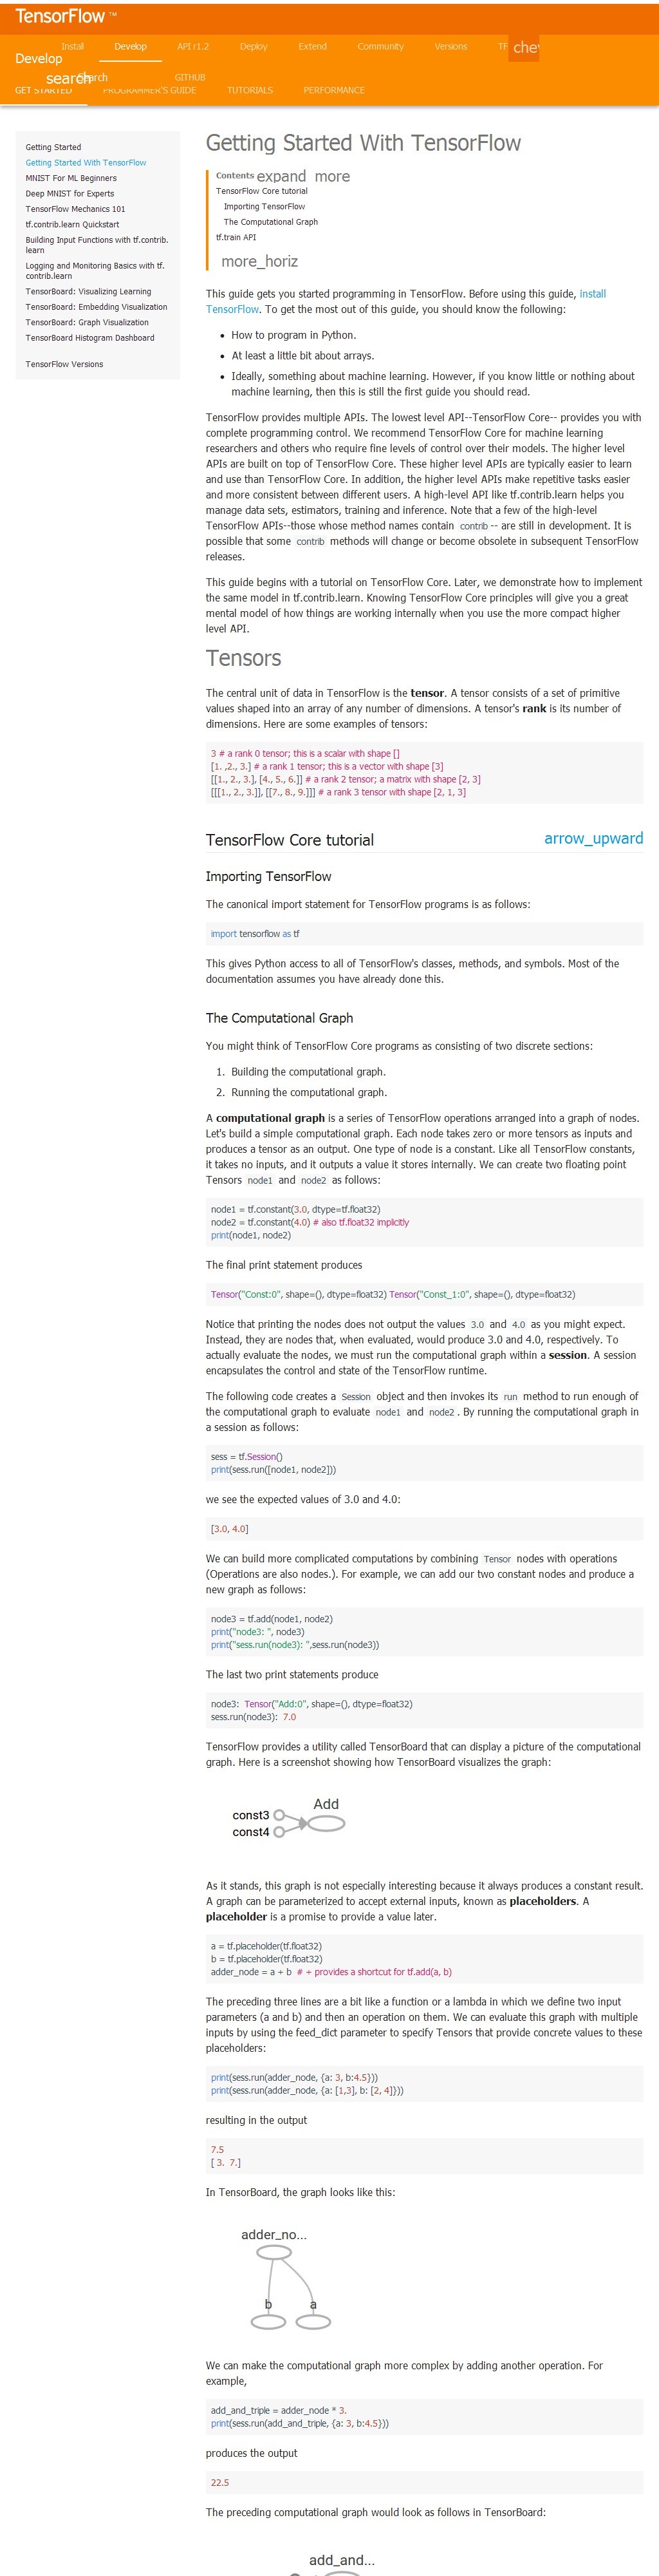 TensorFlow ™
Install Develop API r1.2 Deploy Extend Community Versions TF
Develop
search Search GITHUB
GET STARTED PROGRAMMER'S GUIDE TUTORIALS PERFORMANCE
Getting Started
Getting Started With TensorFlow
MNIST For ML Beginners
Deep MNIST for Experts
TensorFlow Mechanics 101
tf.contrib.learn Quickstart
Building Input Functions with tf.contrib.
learn
Logging and Monitoring Basics with tf.
contrib.learn
TensorBoard: Visualizing Learning
TensorBoard: Embedding Visualization
TensorBoard: Graph Visualization
TensorBoard Histogram Dashboard
TensorFlow Versions
Getting Started With TensorFlow
Contents expand_more
TensorFlow Core tutorial
Importing TensorFlow
The Computational Graph
tf.train API
more_horiz
This guide gets you started programming in TensorFlow. Before using this guide, install
TensorFlow. To get the most out of this guide, you should know the following:
• How to program in Python.
• At least a little bit about arrays.
• Ideally, something about machine learning. However, if you know little or nothing about
machine learning, then this is still the first guide you should read.
TensorFlow provides multiple APIs. The lowest level API--TensorFlow Core-- provides you with
complete programming control. We recommend TensorFlow Core for machine learning
researchers and others who require fine levels of control over their models. The higher level
APIs are built on top of TensorFlow Core. These higher level APIs are typically easier to learn
and use than TensorFlow Core. In addition, the higher level APIs make repetitive tasks easier
and more consistent between different users. A high-level API like tf.contrib.learn helps you
manage data sets, estimators, training and inference. Note that a few of the high-level
TensorFlow APIs--those whose method names contain contrib -- are still in development. It is
possible that some contrib methods will change or become obsolete in subsequent TensorFlow
releases.
This guide begins with a tutorial on TensorFlow Core. Later, we demonstrate how to implement
the same model in tf.contrib.learn. Knowing TensorFlow Core principles will give you a great
mental model of how things are working internally when you use the more compact higher
level API.
Tensors
The central unit of data in TensorFlow is the tensor. A tensor consists of a set of primitive
values shaped into an array of any number of dimensions. A tensor's rank is its number of
dimensions. Here are some examples of tensors:
3 # a rank 0 tensor; this is a scalar with shape []
[1. ,2., 3.] # a rank 1 tensor; this is a vector with shape [3]
[[1., 2., 3.], [4., 5., 6.]] # a rank 2 tensor; a matrix with shape [2, 3]
[[[1., 2., 3.]], [[7., 8., 9.]]] # a rank 3 tensor with shape [2, 1, 3]
TensorFlow Core tutorial arrow_upward
Importing TensorFlow
The canonical import statement for TensorFlow programs is as follows:
import tensorflow as tf
This gives Python access to all of TensorFlow's classes, methods, and symbols. Most of the
documentation assumes you have already done this.
The Computational Graph
You might think of TensorFlow Core programs as consisting of two discrete sections:
1. Building the computational graph.
2. Running the computational graph.
A computational graph is a series of TensorFlow operations arranged into a graph of nodes.
Let's build a simple computational graph. Each node takes zero or more tensors as inputs and
produces a tensor as an output. One type of node is a constant. Like all TensorFlow constants,
it takes no inputs, and it outputs a value it stores internally. We can create two floating point
Tensors node1 and node2 as follows:
node1 = tf.constant(3.0, dtype=tf.float32)
node2 = tf.constant(4.0) # also tf.float32 implicitly
print(node1, node2)
The final print statement produces
Tensor("Const:0", shape=(), dtype=float32) Tensor("Const_1:0", shape=(), dtype=float32)
Notice that printing the nodes does not output the values 3.0 and 4.0 as you might expect.
Instead, they are nodes that, when evaluated, would produce 3.0 and 4.0, respectively. To
actually evaluate the nodes, we must run the computational graph within a session. A session
encapsulates the control and state of the TensorFlow runtime.
The following code creates a Session object and then invokes its run method to run enough of
the computational graph to evaluate node1 and node2 . By running the computational graph in
a session as follows:
sess = tf.Session()
print(sess.run([node1, node2]))
we see the expected values of 3.0 and 4.0:
[3.0, 4.0]
We can build more complicated computations by combining Tensor nodes with operations
(Operations are also nodes.). For example, we can add our two constant nodes and produce a
new graph as follows:
node3 = tf.add(node1, node2)
print("node3: ", node3)
print("sess.run(node3): ",sess.run(node3))
The last two print statements produce
node3: Tensor("Add:0", shape=(), dtype=float32)
sess.run(node3): 7.0
TensorFlow provides a utility called TensorBoard that can display a picture of the computational
graph. Here is a screenshot showing how TensorBoard visualizes the graph:
Add
const3
const4
As it stands, this graph is not especially interesting because it always produces a constant result.
A graph can be parameterized to accept external inputs, known as placeholders. A
placeholder is a promise to provide a value later.
a = tf.placeholder(tf.float32)
b = tf.placeholder(tf.float32)
adder_node = a + b # + provides a shortcut for tf.add(a, b)
The preceding three lines are a bit like a function or a lambda in which we define two input
parameters (a and b) and then an operation on them. We can evaluate this graph with multiple
inputs by using the feed_dict parameter to specify Tensors that provide concrete values to these
placeholders:
print(sess.run(adder_node, {a: 3, b:4.5}))
print(sess.run(adder_node, {a: [1,3], b: [2, 4]}))
resulting in the output
7.5
[ 3. 7.]
In TensorBoard, the graph looks like this:
adder_no...
b a
We can make the computational graph more complex by adding another operation. For
example,
add_and_triple = adder_node * 3.
print(sess.run(add_and_triple, {a: 3, b:4.5}))
produces the output
22.5
The preceding computational graph would look as follows in TensorBoard:
add_and...